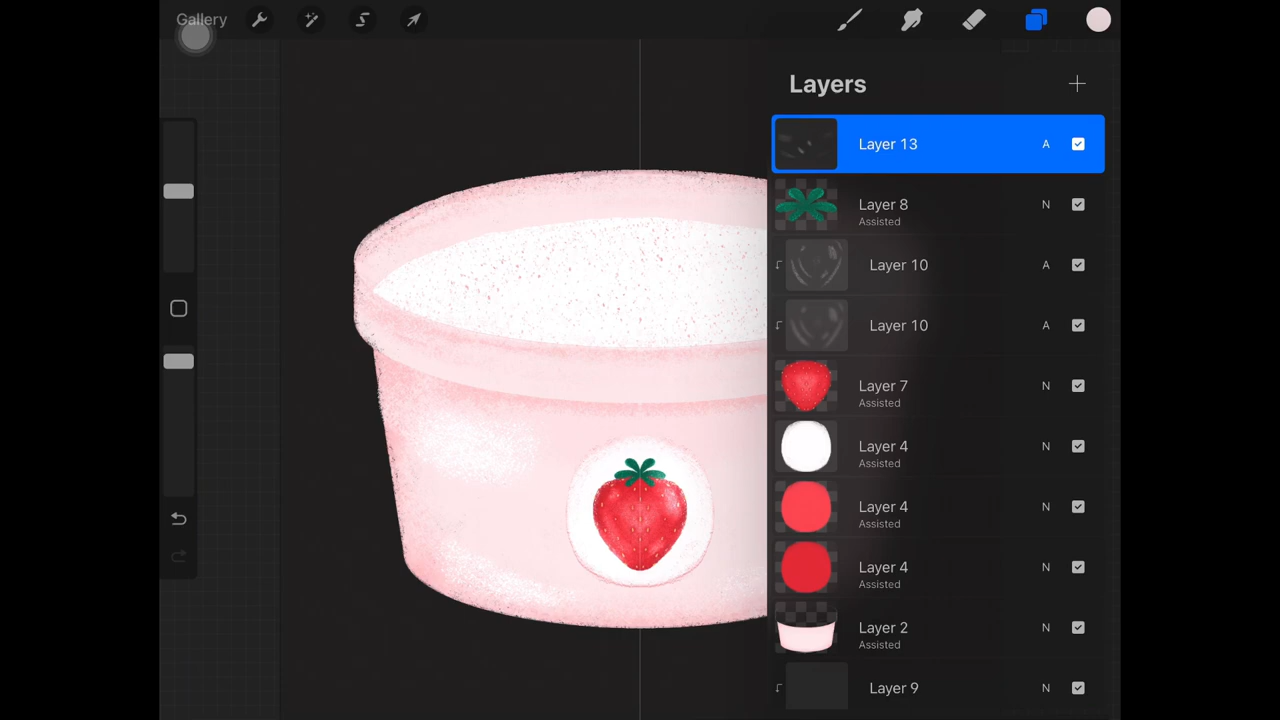 Gallery
Layers
Layer 13 A
Layer 8 N
Assisted
Layer 10 A
Layer 10 A
Layer 7 N
Assisted
Layer 4 N
Assisted
Layer 4 N
Assisted
Layer 4 N
Assisted
Layer 2 N
Assisted
Layer 9 N